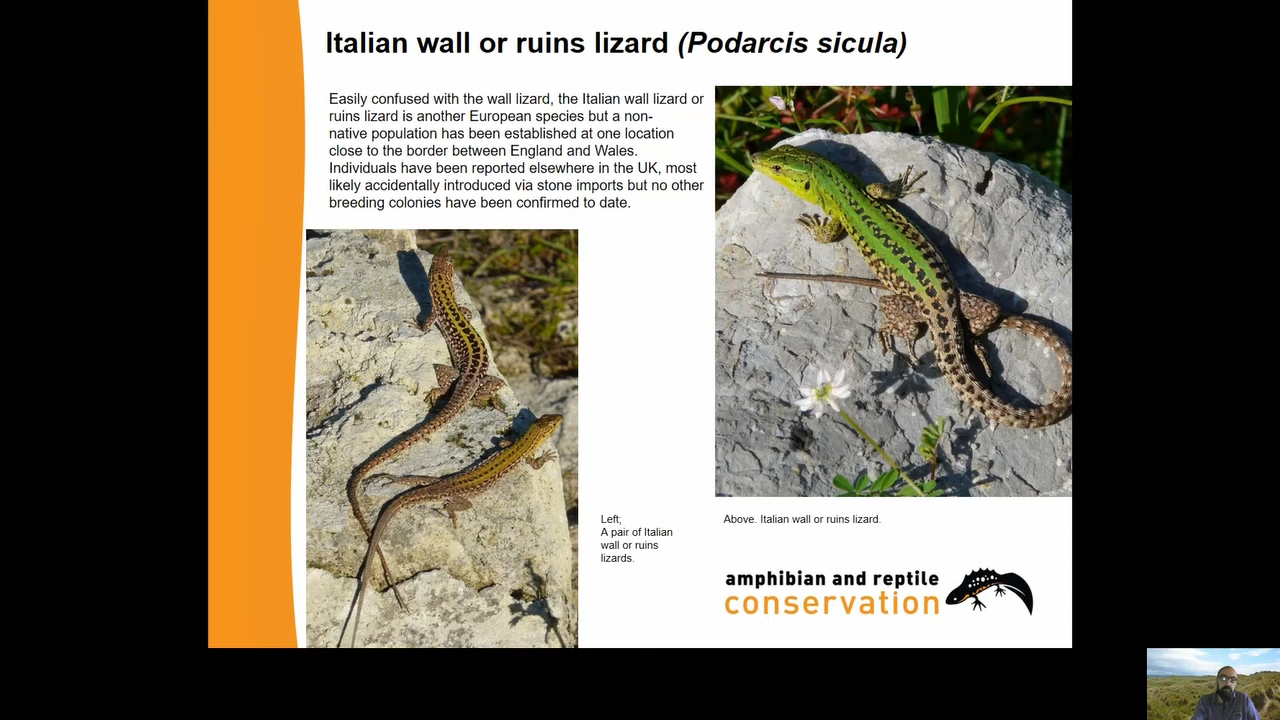 Italian wall or ruins lizard (Podarcis sicula)
Easily confused with the wall lizard, the Italian wall lizard or
ruins lizard is another European species but a non-
native population has been established at one location
close to the border between England and Wales.
Individuals have been reported elsewhere in the UK, most
likely accidentally introduced via stone imports but no other
breeding colonies have been confirmed to date.
Left;
A pair of Italian
wall or ruins
lizards.
Above. Italian wall or ruins lizard.
amphibian and reptile
conservation